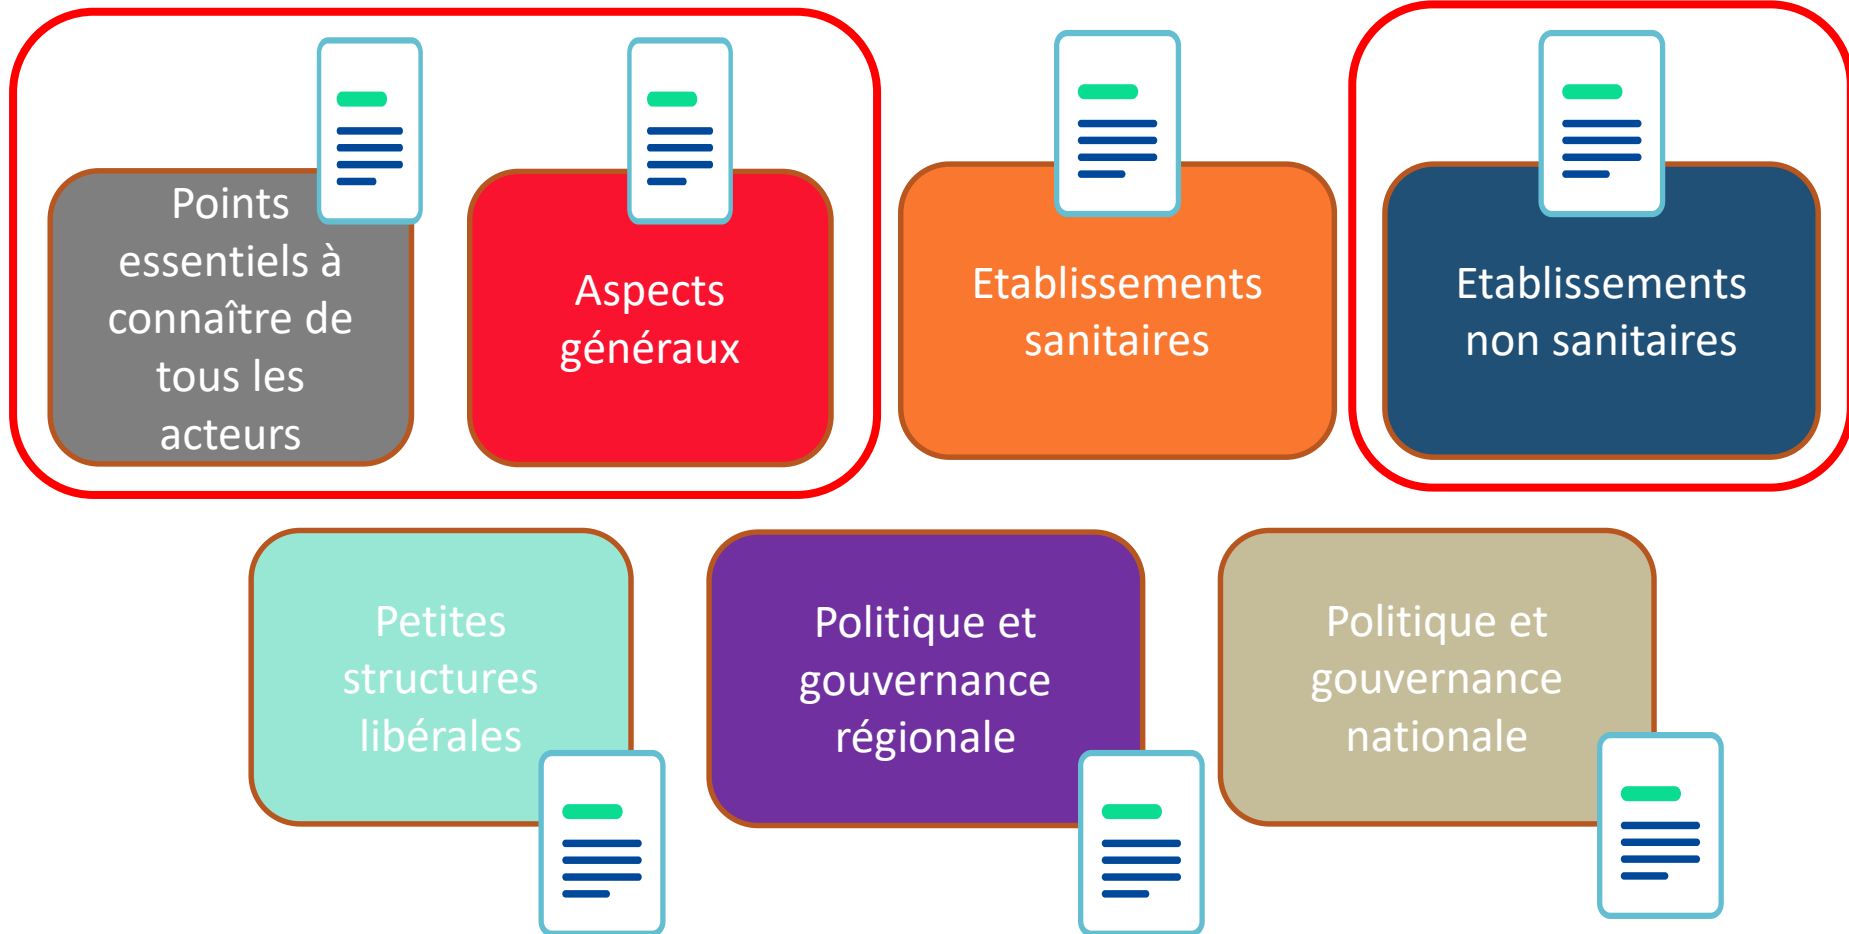 Points
essentiels à
connaître de
tous les
acteurs
Aspects
généraux
Etablissements
sanitaires
Etablissements
non sanitaires
Petites
structures
libérales
Politique et
gouvernance
régionale
Politique et
gouvernance
nationale